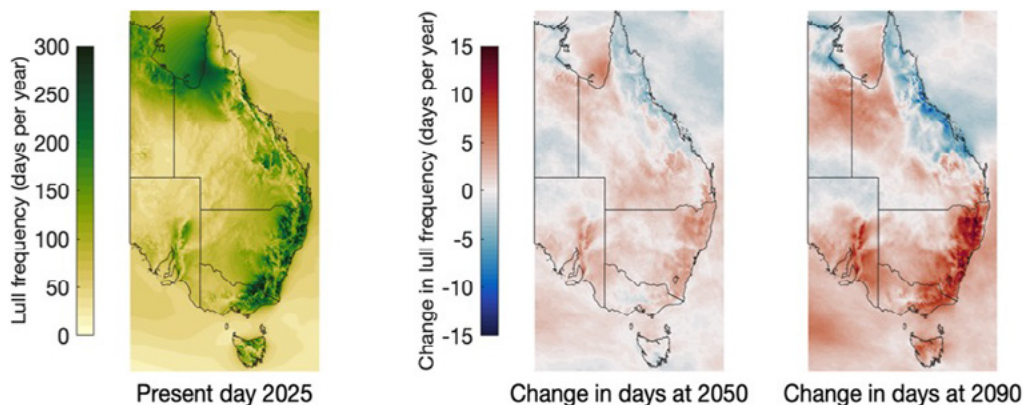 Lull frequency (days per year)
300
250
200
150
100
50
0
Present day 2025
Change in lull frequency (days per year)
15
10
5
0
-5
-10
-15
Change in days at 2050
Change in days at 2090